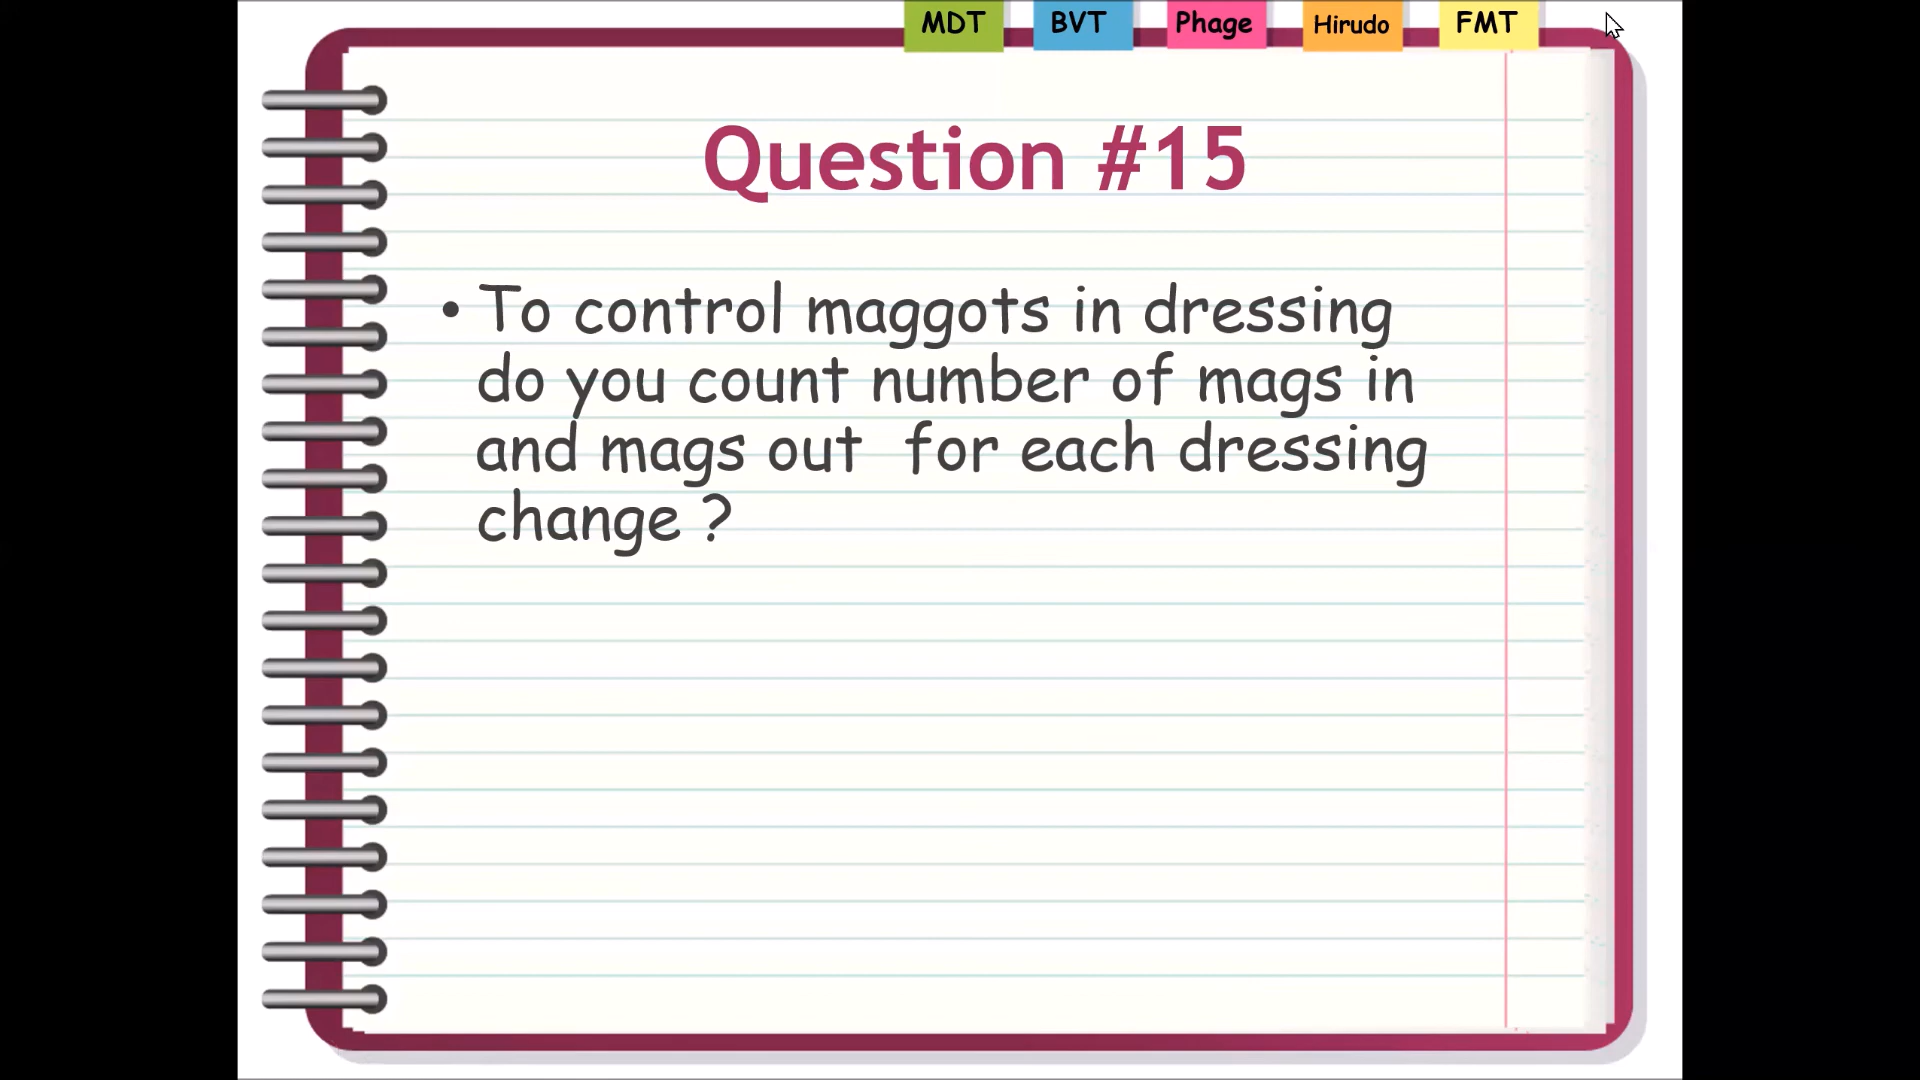 MDT BVT Phage Hirudo FMT
Question #15
• To control maggots in dressing
do you count number of mags in
and mags out for each dressing
change ?